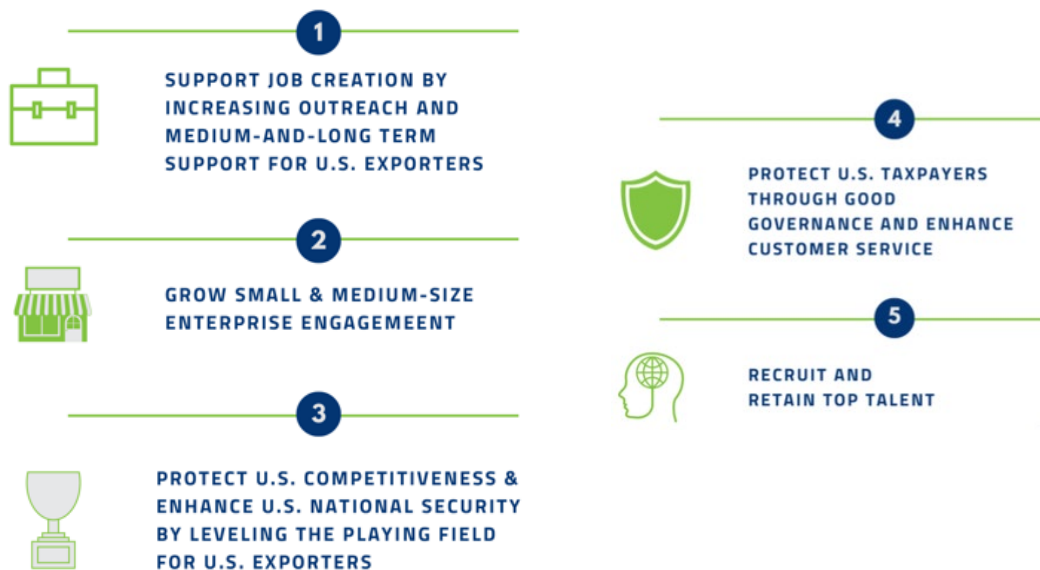 1
SUPPORT JOB CREATION BY
INCREASING OUTREACH AND
MEDIUM-AND-LONG TERM
SUPPORT FOR U.S. EXPORTERS
2
GROW SMALL & MEDIUM-SIZE
ENTERPRISE ENGAGEMEENT
3
PROTECT U.S. COMPETITIVENESS &
ENHANCE U.S. NATIONAL SECURITY
BY LEVELING THE PLAYING FIELD
FOR U.S. EXPORTERS
4
PROTECT U.S. TAXPAYERS
THROUGH GOOD
GOVERNANCE AND ENHANCE
CUSTOMER SERVICE
5
RECRUIT AND
RETAIN TOP TALENT